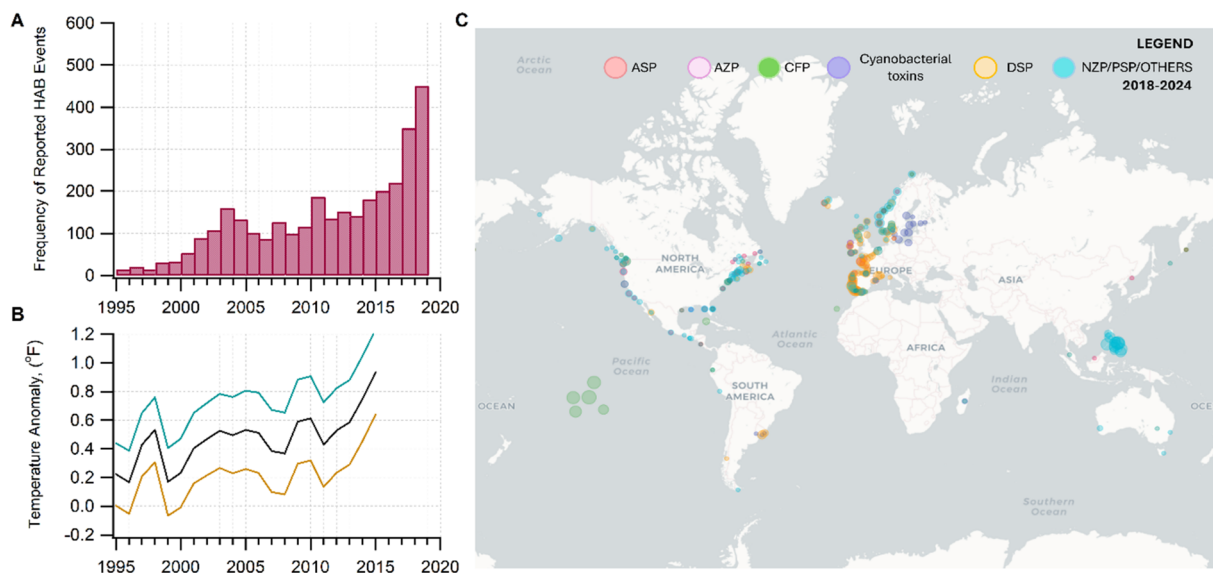 A
Frequency of Reported HAB Events
600
500
400
300
200
100
0
1995
2000
2005
2010
2015
2020
B
Temperature Anomaly, (°F)
1.2
1.0
0.8
0.6
0.4
0.2
0.0
-0.2
1995
2000
2005
2010
2015
2020
C
LEGEND
ASP
AZP
CFP
Cyanobacterial
toxins
DSP
NZP/PSP/OTHERS
2018-2024
Arctic
Ocean
NORTH
AMERICA
EUROPE
ASIA
Atlantic
Ocean
AFRICA
Pacific
Ocean
SOUTH
AMERICA
Indian
Ocean
OCEAN
OCE
Southern
Ocean